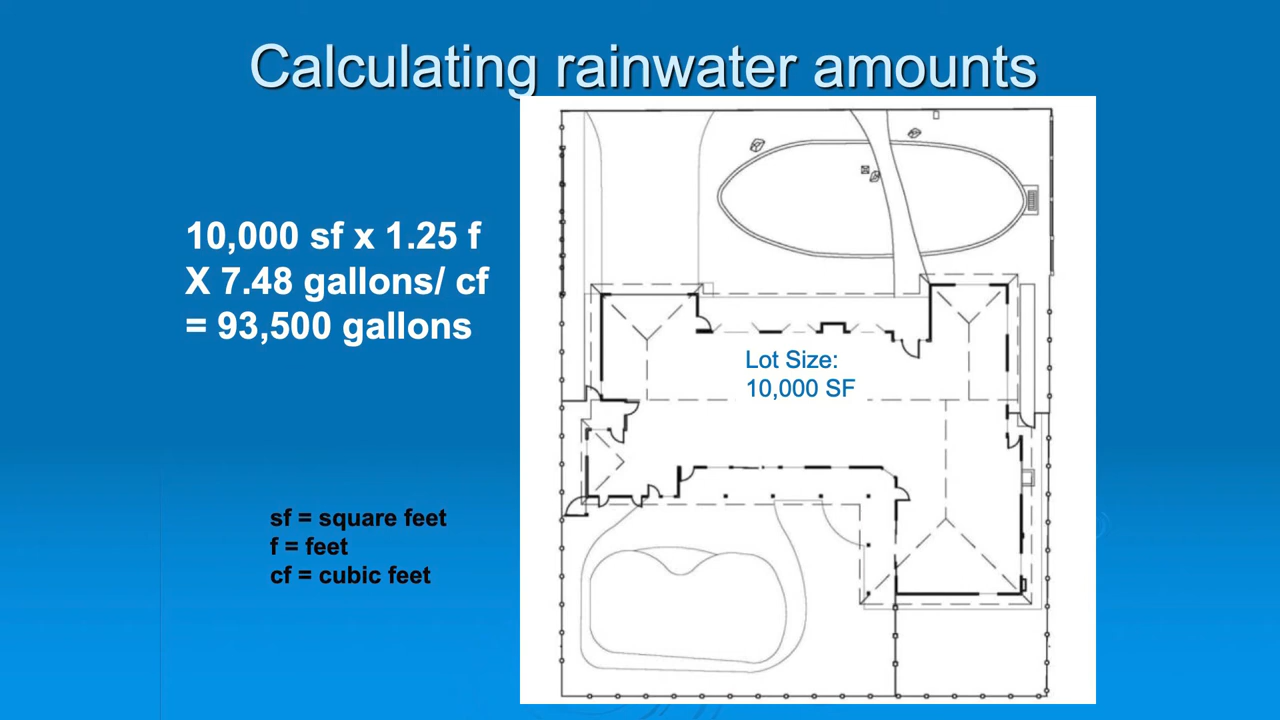 Calculating rainwater amounts
10,000 sf x 1.25 f
X 7.48 gallons/ cf
= 93,500 gallons
Lot Size:
10,000 SF
sf = square feet
f = feet
cf = cubic feet